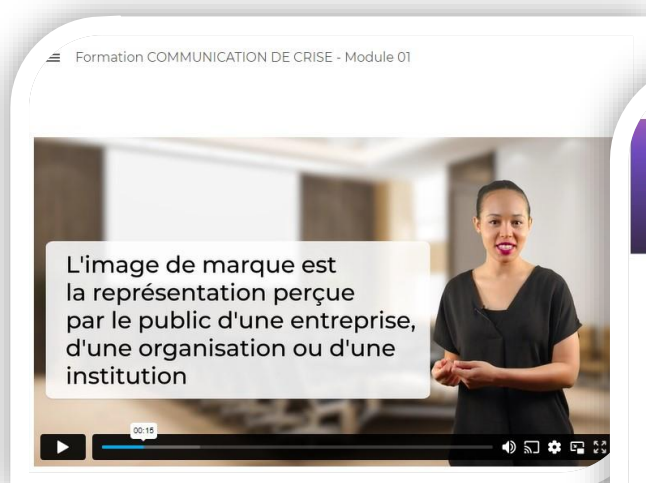 Formation COMMUNICATION DE CRISE - Module 01
L'image de marque est
la représentation perçue
par le public d'une entreprise,
d'une organisation ou d'une
institution
00:15